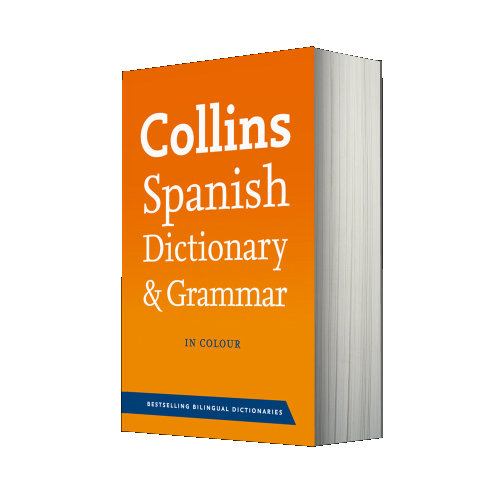 Collins
Spanish
Dictionary
& Grammar
IN COLOUR
BESTSELLING BILINGUAL DICTIONARIES